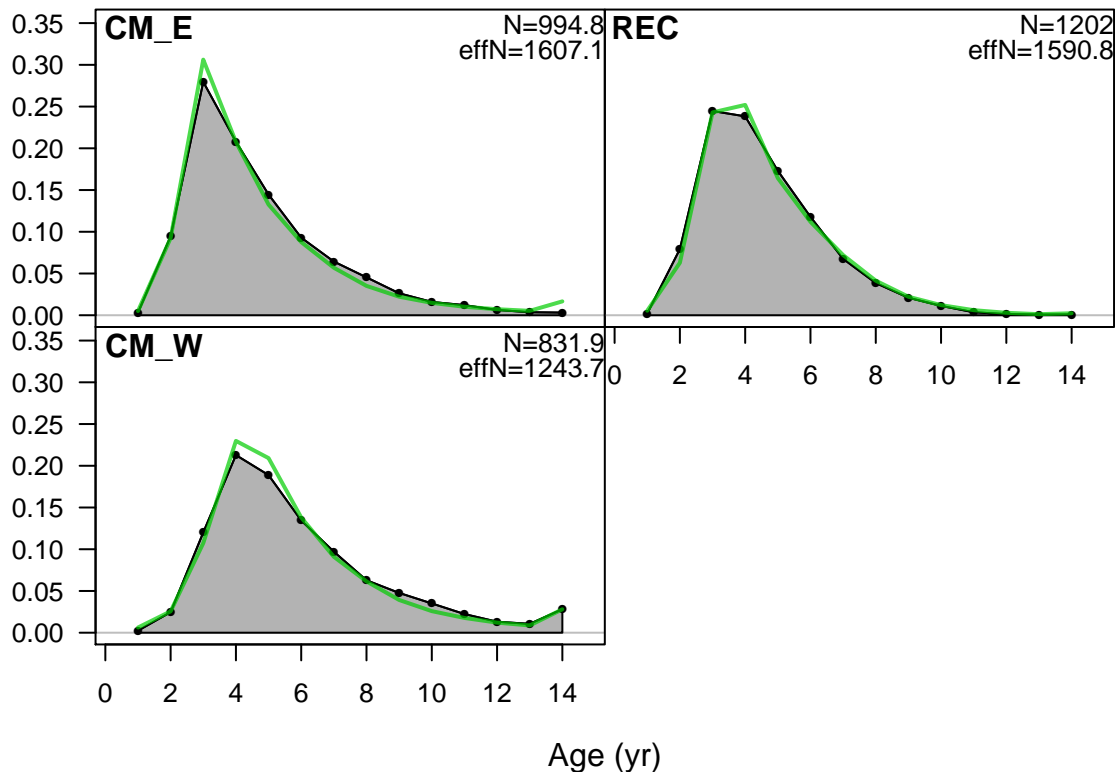 CM_E
N=994.8
effN=1607.1
0.35
0.30
0.25
0.20
0.15
0.10
0.05
0.00
REC
N=1202
effN=1590.8
0 2 4 6 8 10 12 14
CM_W
N=831.9
effN=1243.7
0.35
0.30
0.25
0.20
0.15
0.10
0.05
0.00
0 2 4 6 8 10 12 14
Age (yr)